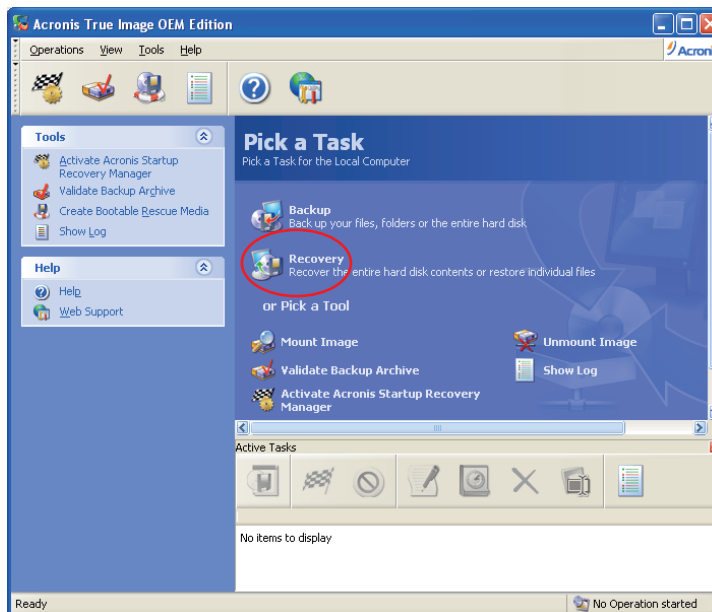 Acronis True Image OEM Edition
Operations View Tools Help
Acroni
Tools
Activate Acronis Startup
Recovery Manager
Validate Backup Archive
Create Bootable Rescue Media
Show Log
Help
Help
Web Support
Pick a Task
Pick a Task for the Local Computer
Backup
Back up your files, folders or the entire hard disk
Recovery
Recover the entire hard disk contents or restore individual files
or Pick a Tool
Mount Image
Unmount Image
Validate Backup Archive
Show Log
Activate Acronis Startup Recovery
Manager
Active Tasks
No items to display
Ready
No Operation started